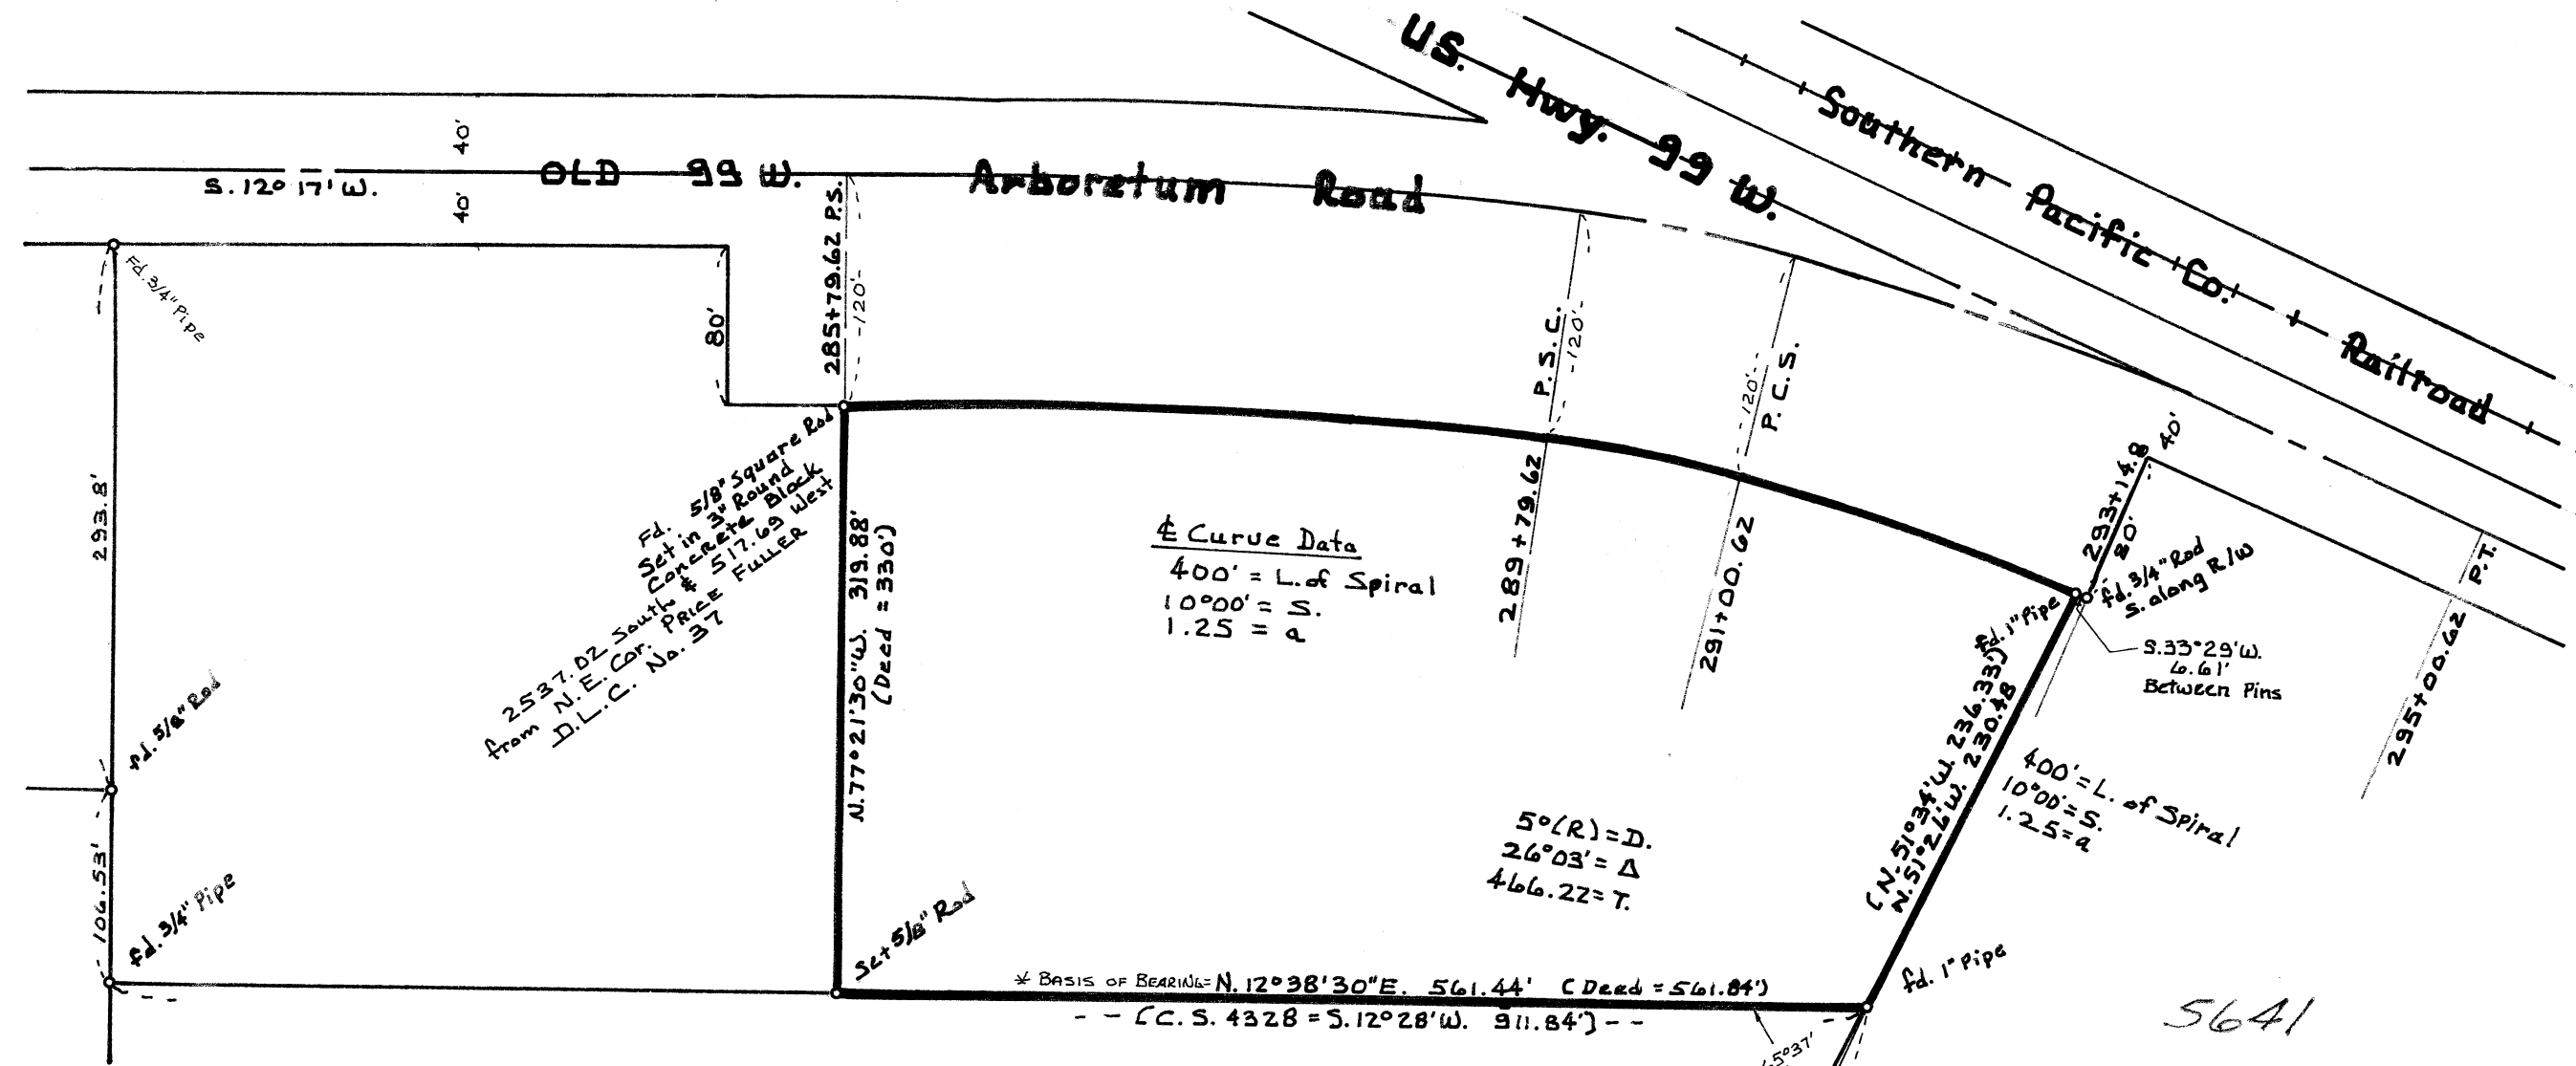 US. Hwy. 99 W.
Southern Pacific Co. Railroad
40'
40'
S. 12° 17' W.
OLD 99 W. Arboretum Road
Fd. 3/4" Pipe
80'
285+79.62 P.S.
-120'-
P. S. C.
-120'-
289+79.62
P. C. S.
-120'-
291+00.62
293+14.8
80'
40'
fd. 3/4" Rod
S. along R/W
fd. 1" Pipe
S. 33° 29' W.
6.61'
Between Pins
P.T.
295+00.62
293.8'
fd. 5/8" Rod
106.53'
fd. 3/4" Pipe
Fd. 5/8" Square Rod
Set in 3" Round
Concrete Block
2537.02 South & 517.69 West
from N.E. Cor. PRICE FULLER
D.L.C. No. 37
N. 77° 21' 30" W. 319.88'
(Deed = 330')
℄ Curve Data
400' = L. of Spiral
10°00' = S.
1.25 = a
5°(R) = D.
26°03' = Δ
466.22 = T.
(N. 51° 34' W. 236.33')
N. 51° 26' W. 230.48
400' = L. of Spiral
10°00' = S.
1.25 = a
Set 5/8" Rod
fd. 1" Pipe
* BASIS OF BEARING = N. 12° 38' 30" E. 561.44' (Deed = 561.84')
-- (C.S. 4328 = S. 12° 28' W. 911.84') --
5°37'
5641